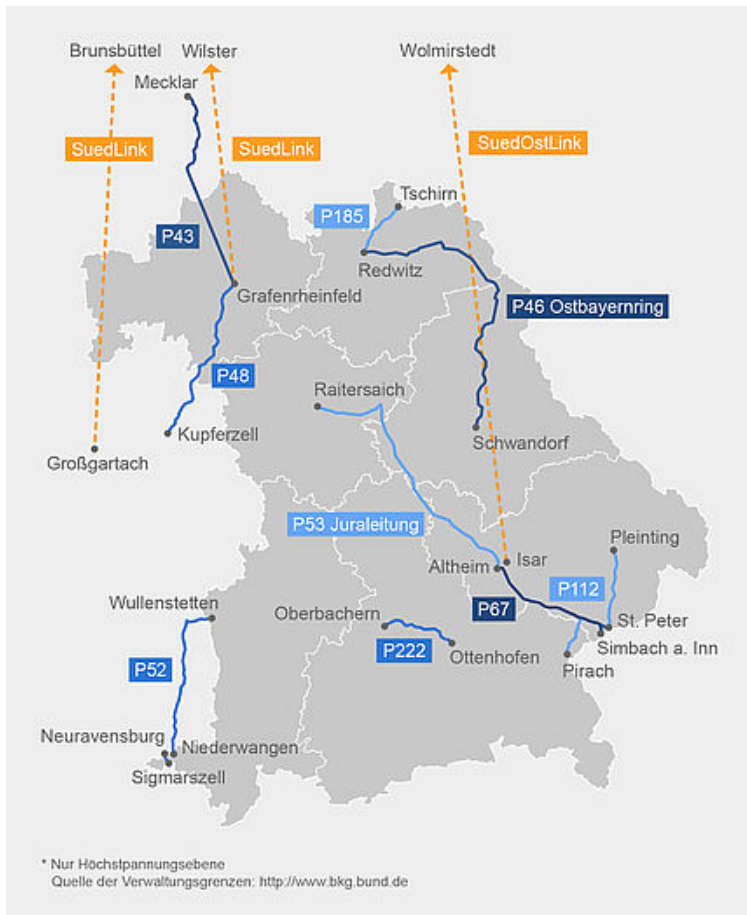 Brunsbüttel
Wilster
Wolmirstedt
Mecklar
SuedLink
SuedLink
SuedOstLink
Tschirn
P185
P43
Redwitz
Grafenrheinfeld
P46 Ostbayernring
P48
Raitersaich
Kupferzell
Schwandorf
Großgartach
P53 Juraleitung
Pleinting
Isar
Altheim
P112
Wullenstetten
Oberbachern
P67
St. Peter
Simbach a. Inn
P222
Ottenhofen
Pirach
P52
Neuravensburg
Niederwangen
Sigmarszell
* Nur Höchstpannungsebene
Quelle der Verwaltungsgrenzen: http://www.bkg.bund.de